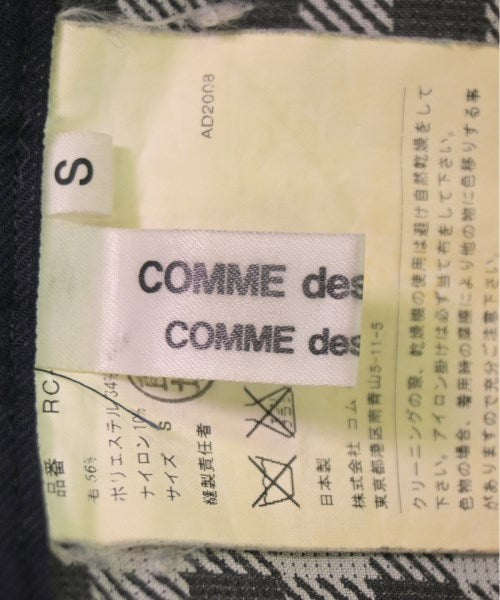 S
COMME des
COMME des
AD2008
品番 RC-
毛 56%
ポリエステル 34%
ナイロン 10%
サイズ S
縫製責任者
日本製
株式会社 コム
東京都港区南青山5-11-5
クリーニングの際、乾燥機の使用は避け自然乾燥をして
下さい。アイロン掛けは必ず当て布をして下さい。
色物の場合、着用時の摩擦により他の物に色移りする事
がありますので充分ご注意下さい。